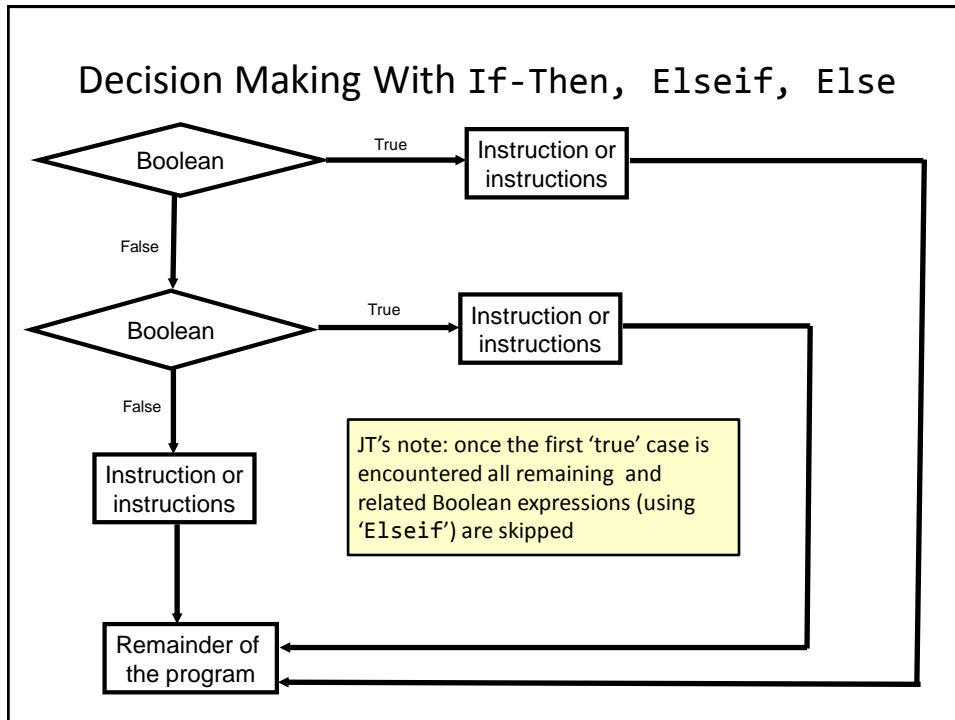 Decision Making With If-Then, Elseif, Else
Boolean
True
Instruction or
instructions
False
Boolean
True
Instruction or
instructions
False
Instruction or
instructions
JT’s note: once the first ‘true’ case is
encountered all remaining and
related Boolean expressions (using
‘Elseif’) are skipped
Remainder of
the program